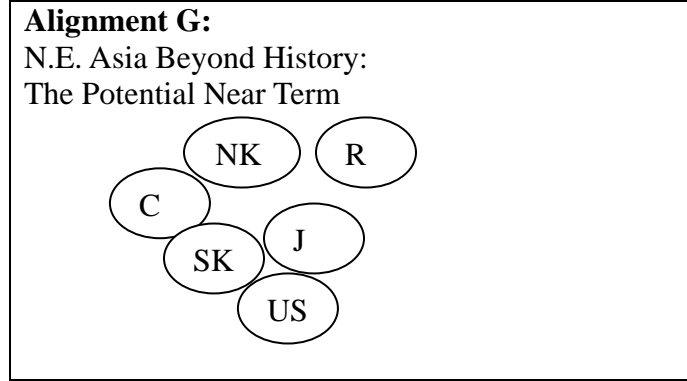 Alignment G:
N.E. Asia Beyond History:
The Potential Near Term
NK R
C
J
SK
US